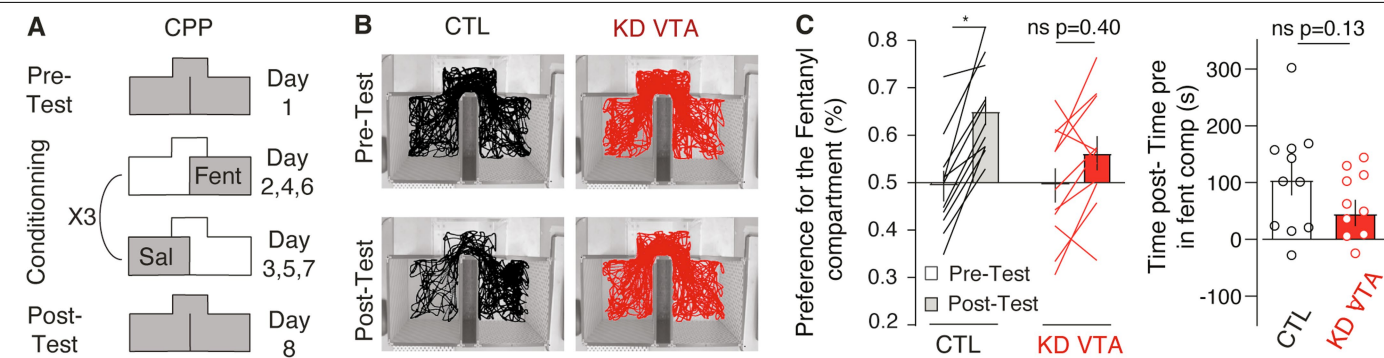 A
CPP
Pre-
Test
Day
1
Conditionning
X3
Fent
Day
2,4,6
Sal
Day
3,5,7
Post-
Test
Day
8
B
CTL
KD VTA
Pre-Test
Post-Test
C
Preference for the Fentanyl
compartment (%)
0.8
0.7
0.6
0.5
0.4
0.3
0.2
*
ns p=0.40
Pre-Test
Post-Test
CTL
KD VTA
Time post- Time pre
in fent comp (s)
ns p=0.13
300
200
100
0
-100
CTL
KD VTA